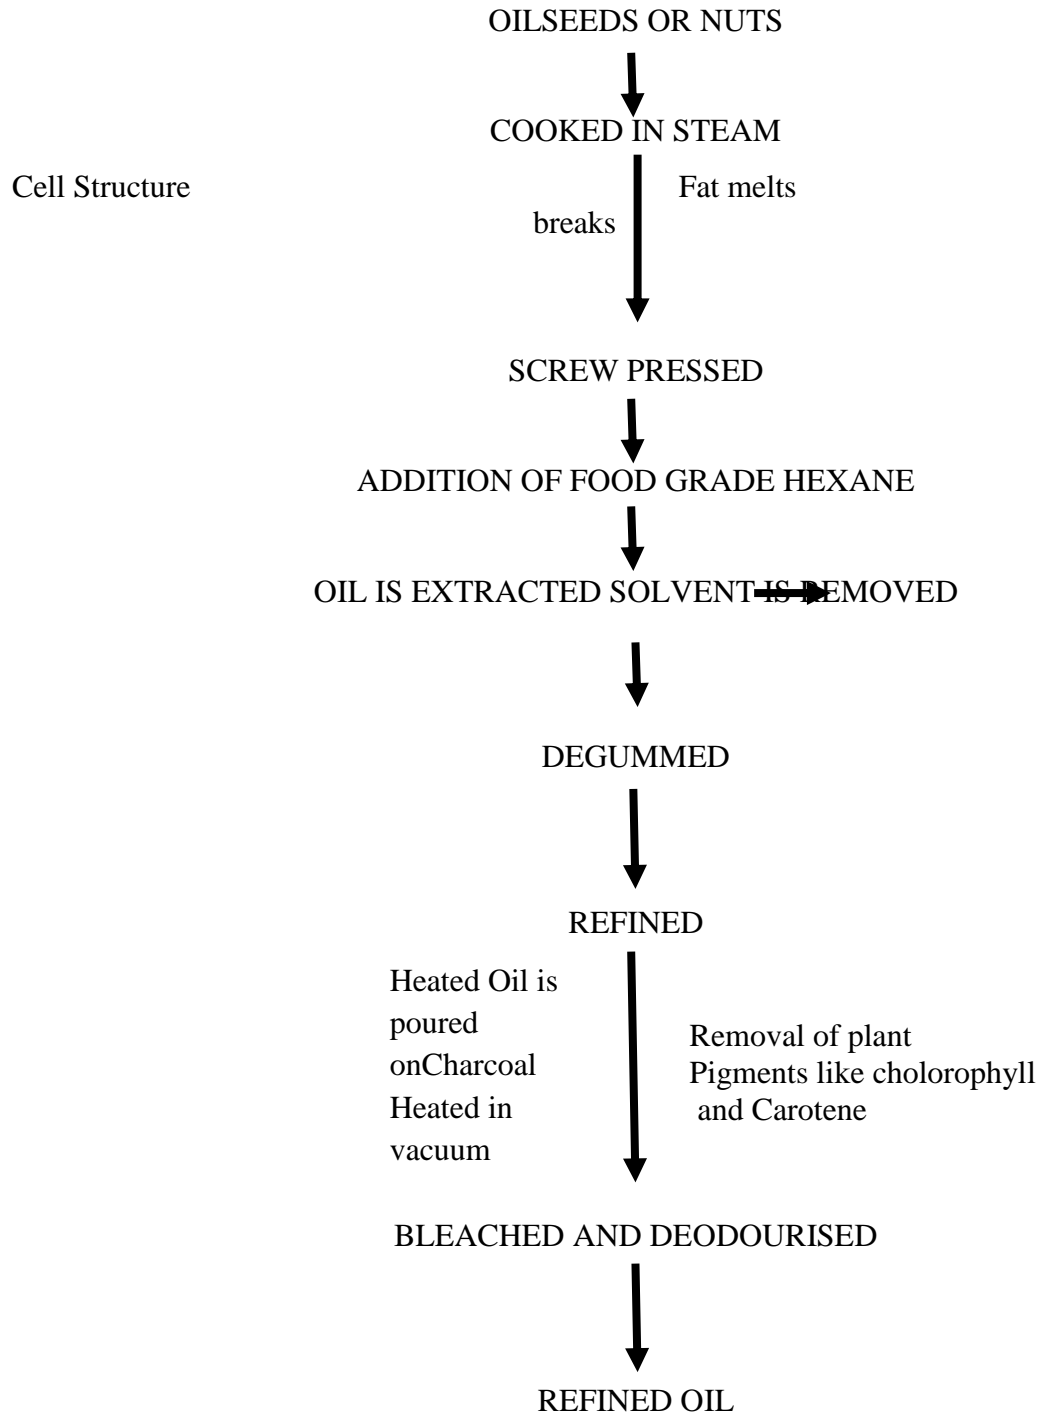 OILSEEDS OR NUTS
COOKED IN STEAM
Cell Structure
breaks
Fat melts
SCREW PRESSED
ADDITION OF FOOD GRADE HEXANE
OIL IS EXTRACTED SOLVENT IS REMOVED
DEGUMMED
REFINED
Heated Oil is
poured
onCharcoal
Heated in
vacuum
Removal of plant
Pigments like cholorophyll
and Carotene
BLEACHED AND DEODOURISED
REFINED OIL